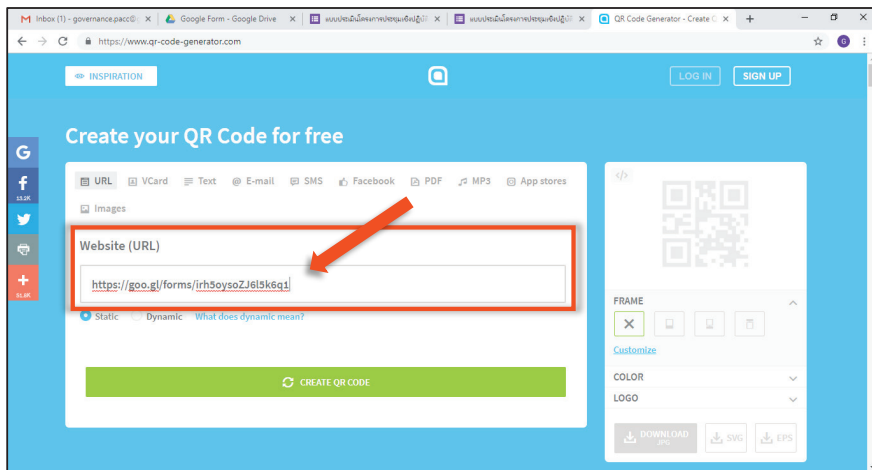 Inbox (1) - governance.pacc@
Google Form - Google Drive
แบบประเมินโครงการประชุมเชิงปฏิบั
แบบประเมินโครงการประชุมเชิงปฏิบั
QR Code Generator - Create
https://www.qr-code-generator.com
G
INSPIRATION
LOG IN
SIGN UP
Create your QR Code for free
URL
VCard
Text
E-mail
SMS
Facebook
PDF
MP3
App stores
Images
Website (URL)
https://goo.gl/forms/irh5oysoZJ6l5k6q1
Static
Dynamic
What does dynamic mean?
CREATE QR CODE
FRAME
Customize
COLOR
LOGO
DOWNLOAD
JPG
SVG
EPS